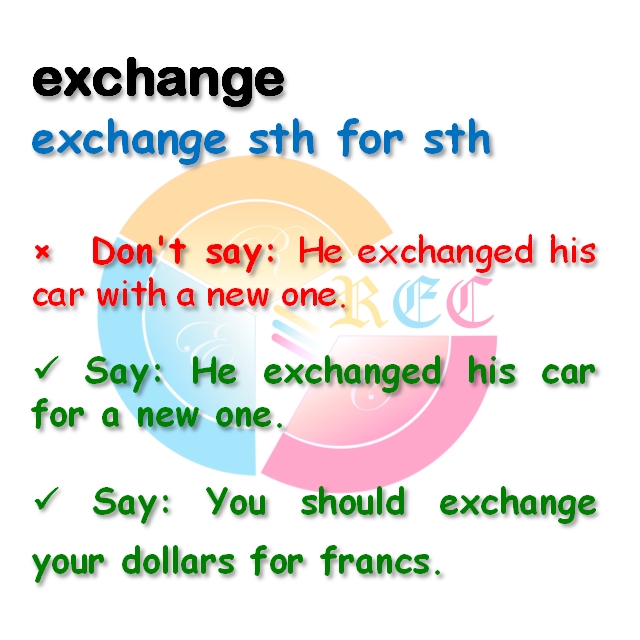 exchange
exchange sth for sth
× Don't say: He exchanged his
car with a new one.
REC
✓ Say: He exchanged his car
for a new one.
✓ Say: You should exchange
your dollars for francs.